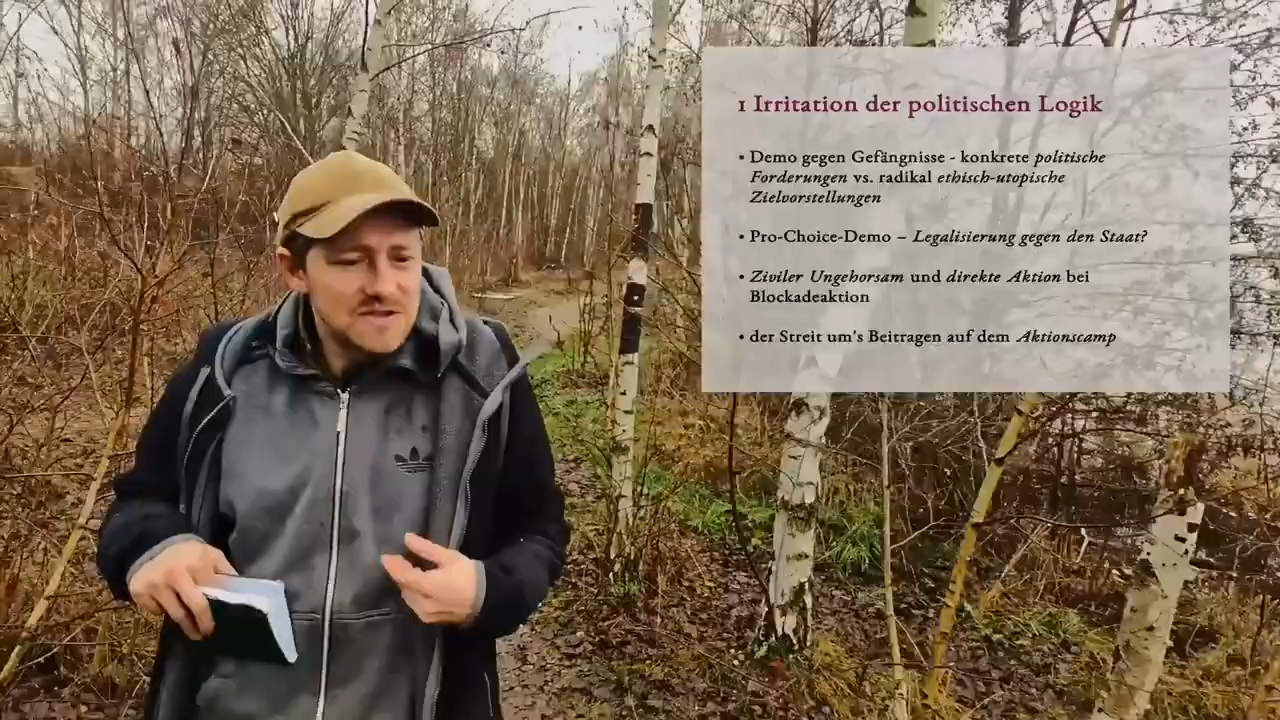 1 Irritation der politischen Logik
• Demo gegen Gefängnisse - konkrete politische
Forderungen vs. radikal ethisch-utopische
Zielvorstellungen
• Pro-Choice-Demo – Legalisierung gegen den Staat?
• Ziviler Ungehorsam und direkte Aktion bei
Blockadeaktion
• der Streit um's Beitragen auf dem Aktionscamp